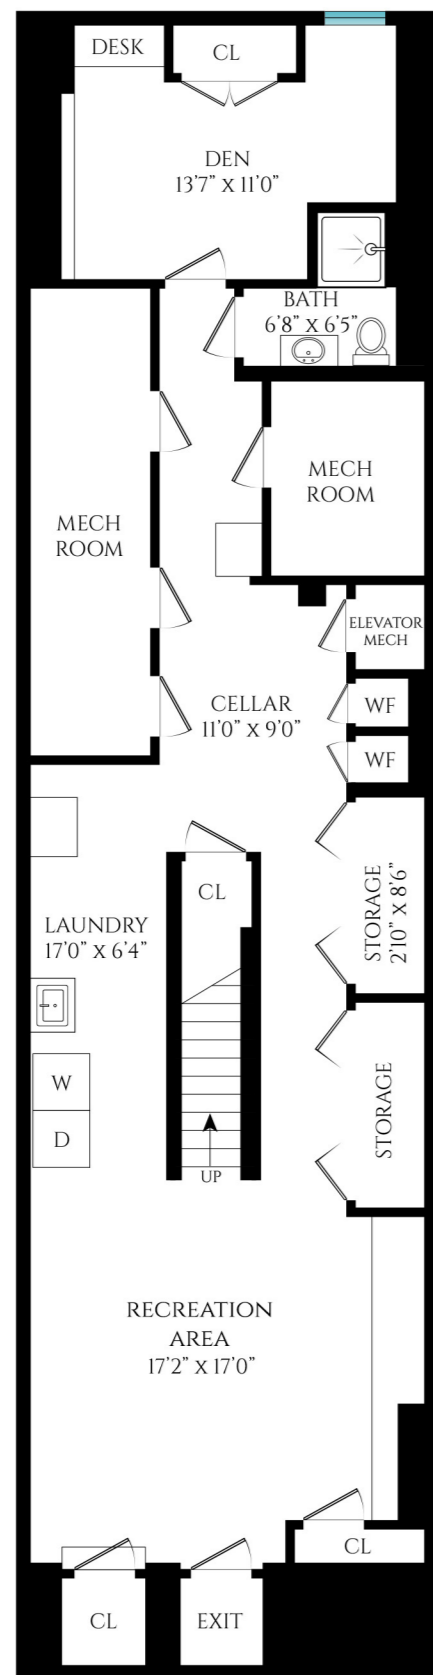 DESK
CL
DEN
13'7" X 11'0"
BATH
6'8" X 6'5"
MECH
ROOM
MECH
ROOM
ELEVATOR
MECH
CELLAR
11'0" X 9'0"
WF
WF
CL
STORAGE
2'10" X 8'6"
LAUNDRY
17'0" X 6'4"
W
D
STORAGE
UP
RECREATION
AREA
17'2" X 17'0"
CL
CL
EXIT